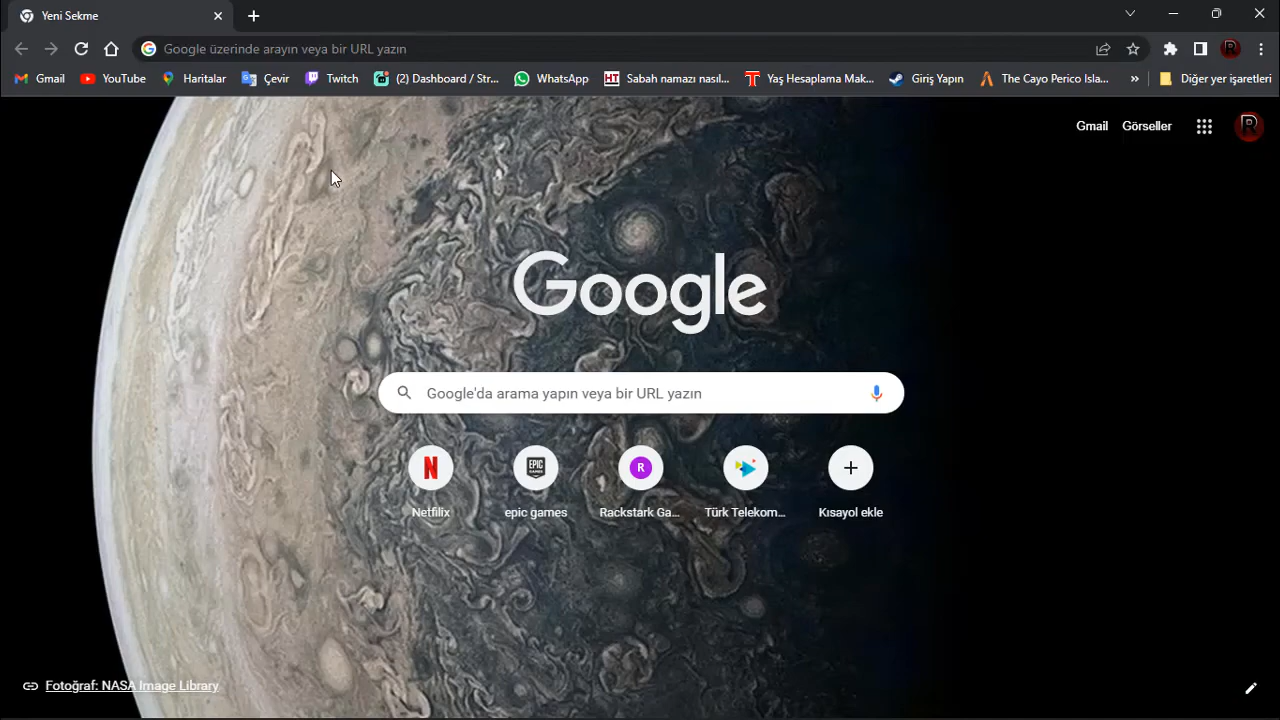 Yeni Sekme
Google üzerinde arayın veya bir URL yazın
Gmail YouTube Haritalar Çevir Twitch (2) Dashboard / Str... WhatsApp Sabah namazı nasıl... Yaş Hesaplama Mak... Giriş Yapın The Cayo Perico Isla... » Diğer yer işaretleri
Gmail Görseller
Google
Google'da arama yapın veya bir URL yazın
Netfilix epic games Rackstark Ga... Türk Telekom... Kısayol ekle
Fotoğraf: NASA Image Library